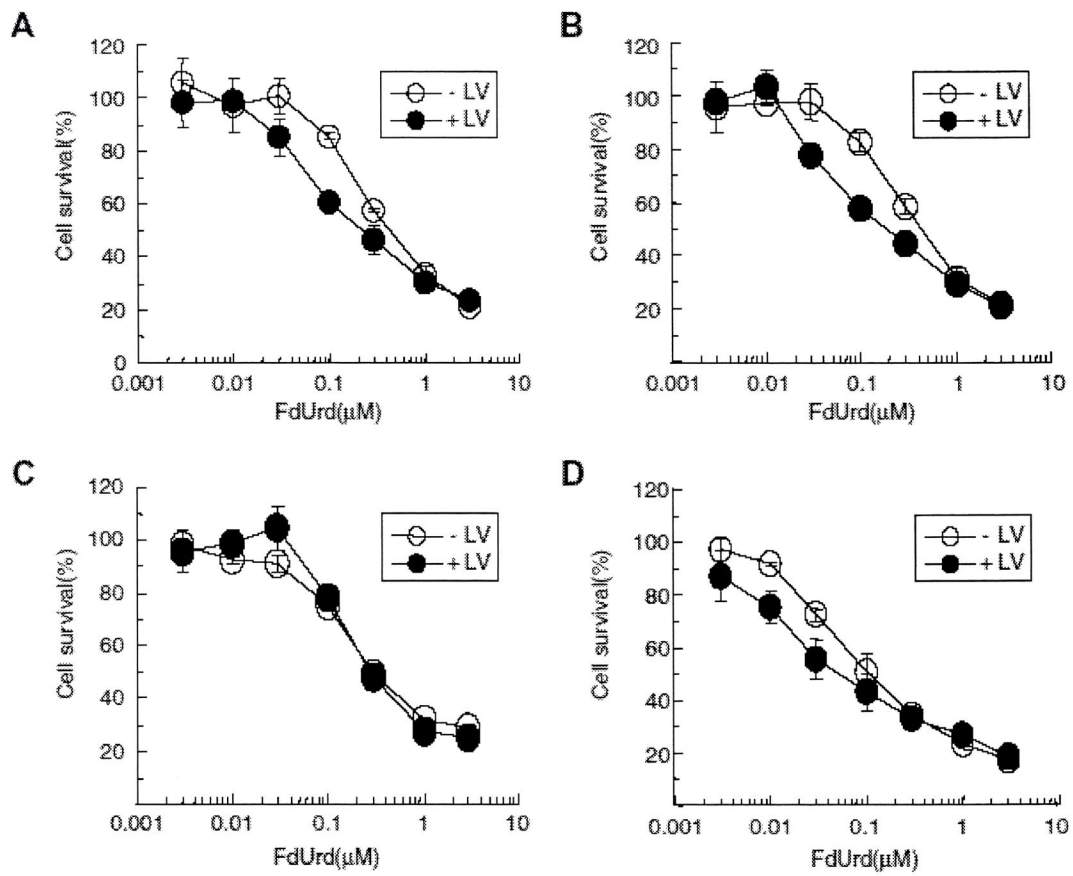 A
120
100
80
60
40
20
0
Cell survival(%)
- LV
+ LV
0.001 0.01 0.1 1 10
FdUrd(μM)
B
120
100
80
60
40
20
Cell survival(%)
- LV
+ LV
0.001 0.01 0.1 1 10
FdUrd(μM)
C
120
100
80
60
40
20
Cell survival(%)
- LV
+ LV
0.001 0.01 0.1 1 10
FdUrd(μM)
D
120
100
80
60
40
20
Cell survival(%)
- LV
+ LV
0.001 0.01 0.1 1 10
FdUrd(μM)